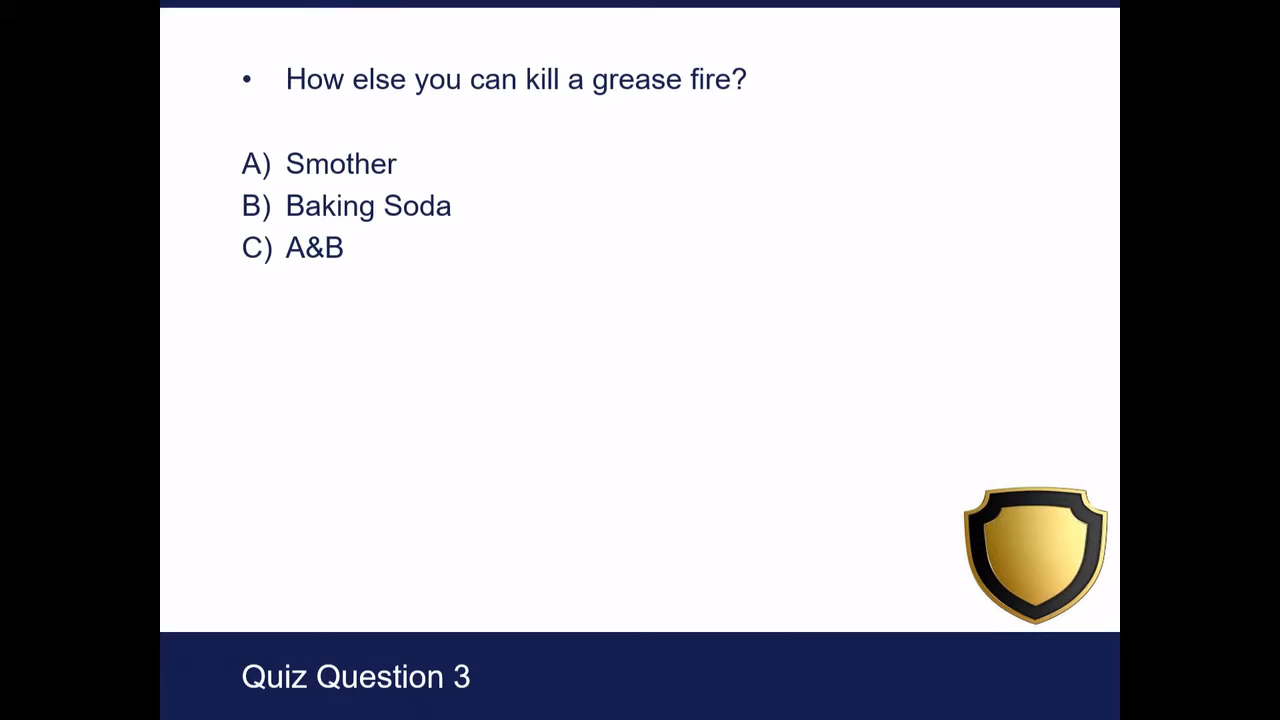 • How else you can kill a grease fire?
A) Smother
B) Baking Soda
C) A&B
Quiz Question 3